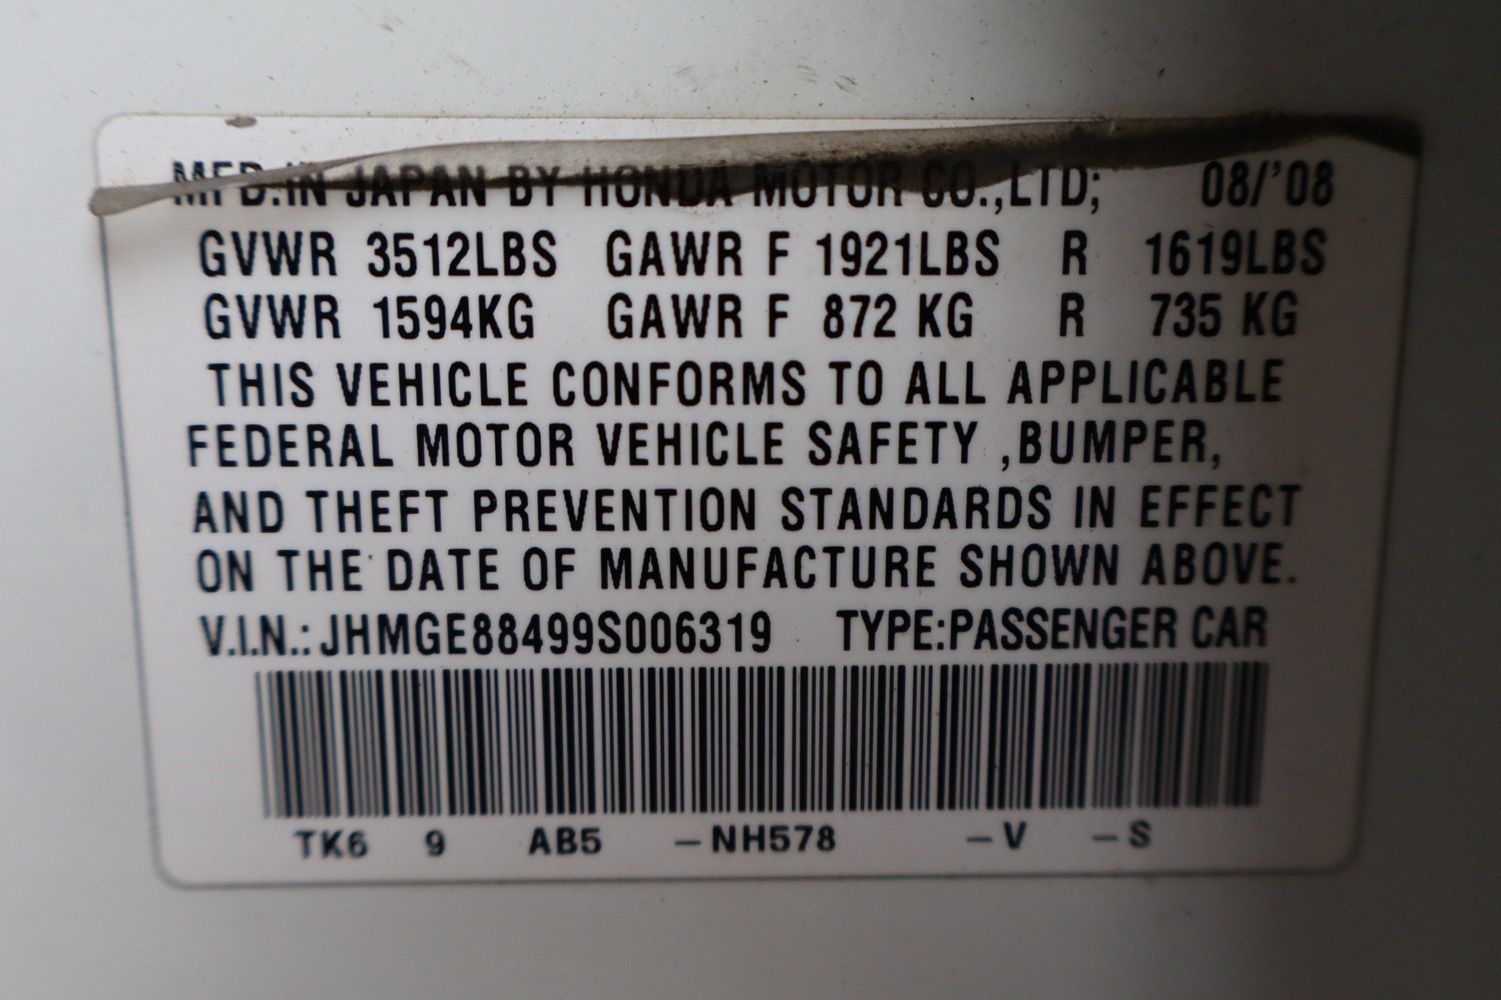 MFD.IN JAPAN BY HONDA MOTOR CO.,LTD; 08/'08
GVWR 3512LBS GAWR F 1921LBS R 1619LBS
GVWR 1594KG GAWR F 872 KG R 735 KG
THIS VEHICLE CONFORMS TO ALL APPLICABLE
FEDERAL MOTOR VEHICLE SAFETY ,BUMPER,
AND THEFT PREVENTION STANDARDS IN EFFECT
ON THE DATE OF MANUFACTURE SHOWN ABOVE.
V.I.N.: JHMGE88499S006319 TYPE:PASSENGER CAR
TK6 9 AB5 -NH578 -V -S